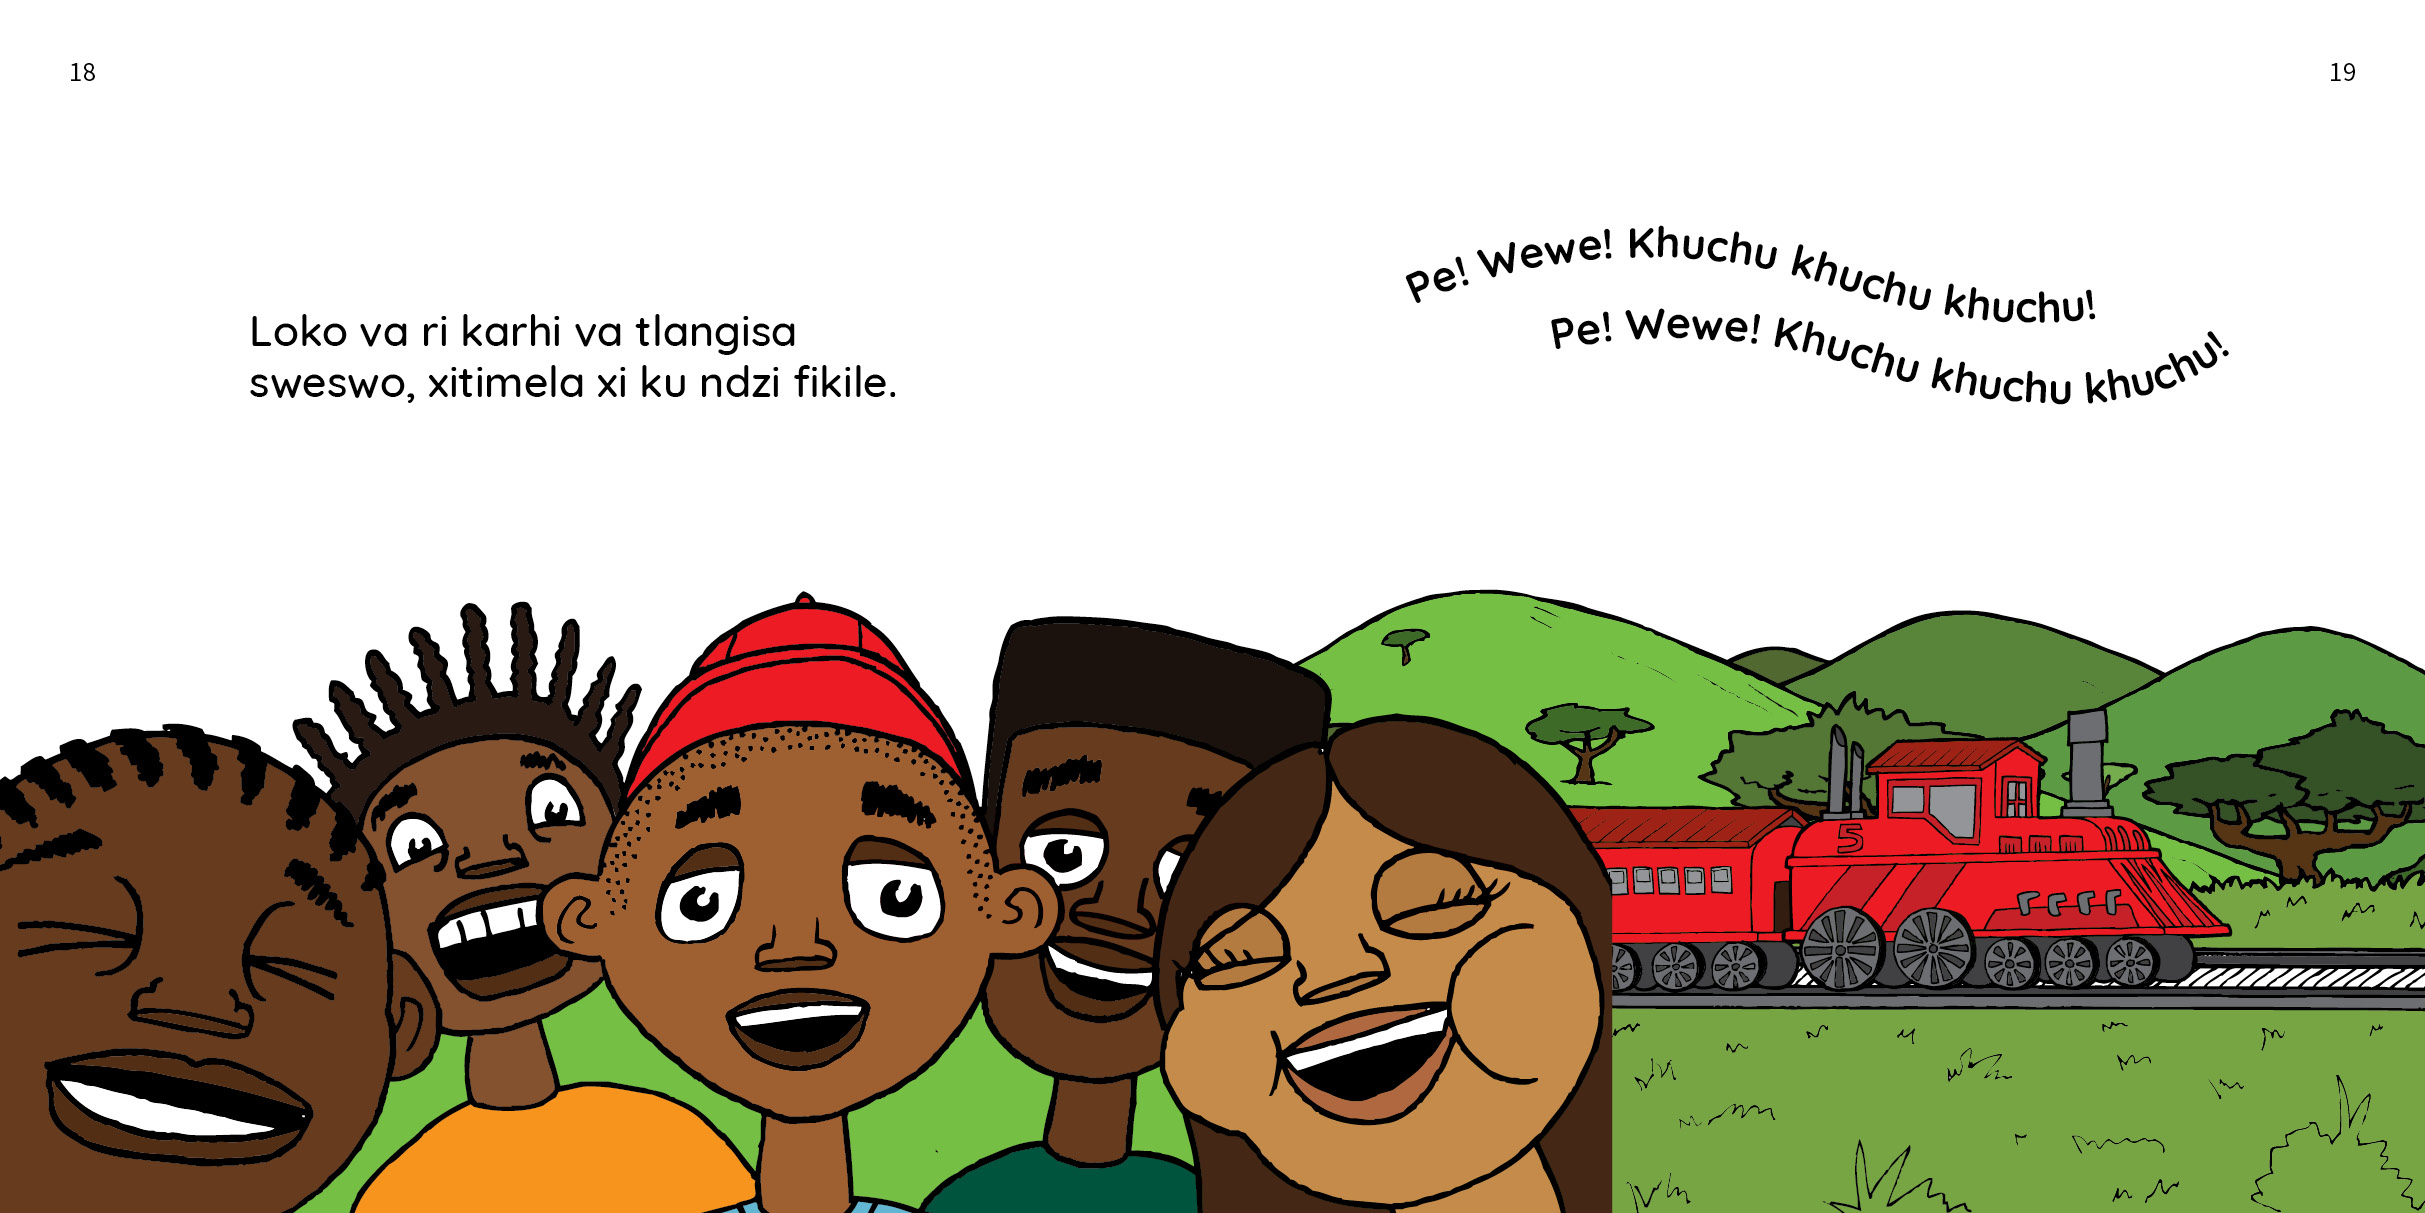 18
Loko va ri karhi va tlangisa
sweswo, xitimela xi ku ndzi fikile.
19
Pe! Wewe! Khuchu khuchu khuchu!
Pe! Wewe! Khuchu khuchu khuchu!
5